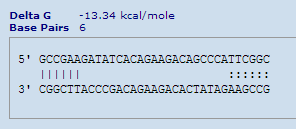 Delta G -13.34 kcal/mole
Base Pairs 6
5' GCCGAAGATATCACAGAAGACAGCCCATTCGGC
|||||| ::::::
3' CGGCTTACCCGACAGAAGACACTATAGAAGCCG